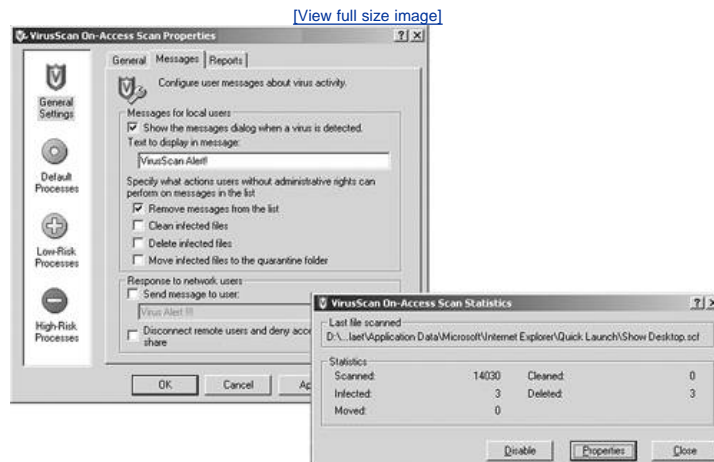 [View full size image]
VirusScan On-Access Scan Properties
General Messages Reports
Configure user messages about virus activity.
General Settings
Default Processes
Low-Risk Processes
High-Risk Processes
Messages for local users
Show the messages dialog when a virus is detected.
Text to display in message:
VirusScan Alert!
Specify what actions users without administrative rights can
perform on messages in the list
Remove messages from the list
Clean infected files
Delete infected files
Move infected files to the quarantine folder
Response to network users
Send message to user:
Virus Alert !!!
Disconnect remote users and deny
share
OK Cancel
VirusScan On-Access Scan Statistics
Last file scanned
D:\...laet\Application Data\Microsoft\Internet Explorer\Quick Launch\Show Desktop.scf
Statistics
Scanned: 14030 Cleaned: 0
Infected: 3 Deleted: 3
Moved: 0
Disable Properties Close